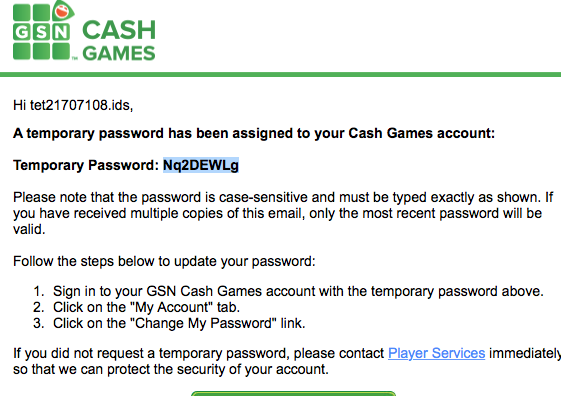 GSN CASH
GAMES
Hi tet21707108.ids,
A temporary password has been assigned to your Cash Games account:
Temporary Password: Nq2DEWLg
Please note that the password is case-sensitive and must be typed exactly as shown. If
you have received multiple copies of this email, only the most recent password will be
valid.
Follow the steps below to update your password:
1. Sign in to your GSN Cash Games account with the temporary password above.
2. Click on the "My Account" tab.
3. Click on the "Change My Password" link.
If you did not request a temporary password, please contact Player Services immediately
so that we can protect the security of your account.